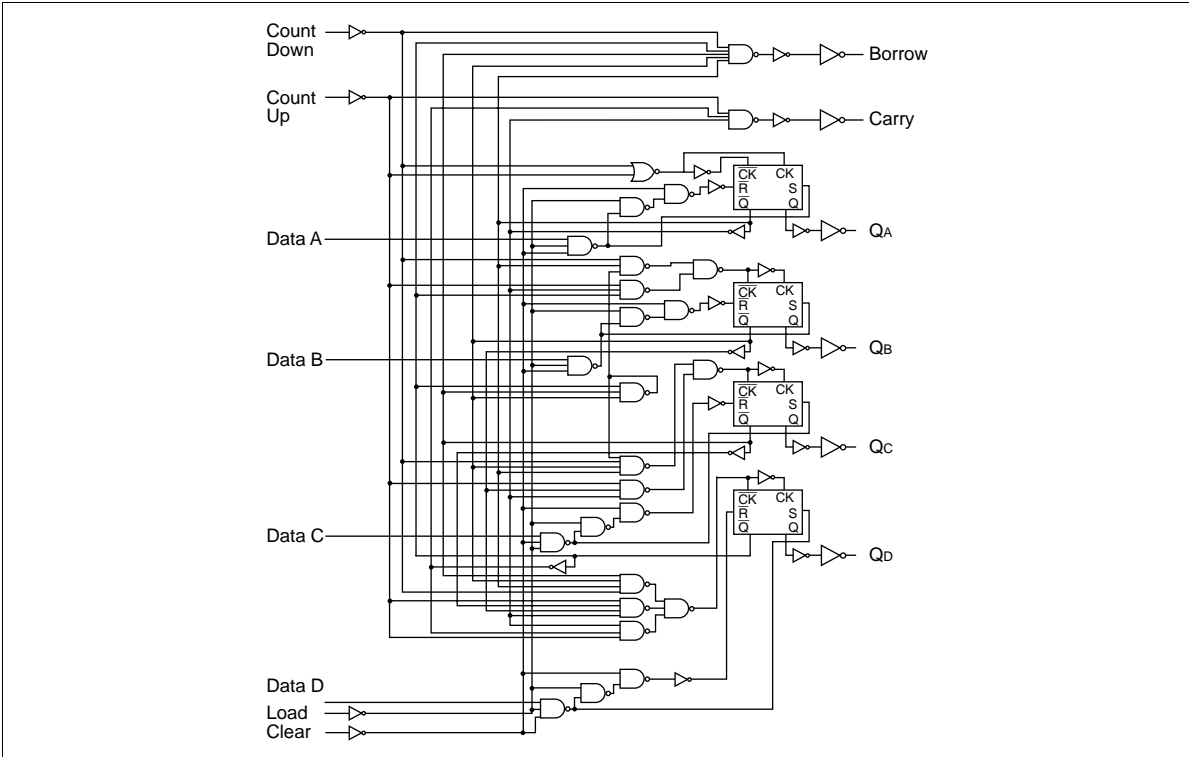 Count
Down
Borrow
Count
Up
Carry
CK CK
R S
Q Q
Data A
QA
CK CK
R S
Q Q
Data B
QB
CK CK
R S
Q Q
QC
CK CK
R S
Q Q
Data C
QD
Data D
Load
Clear